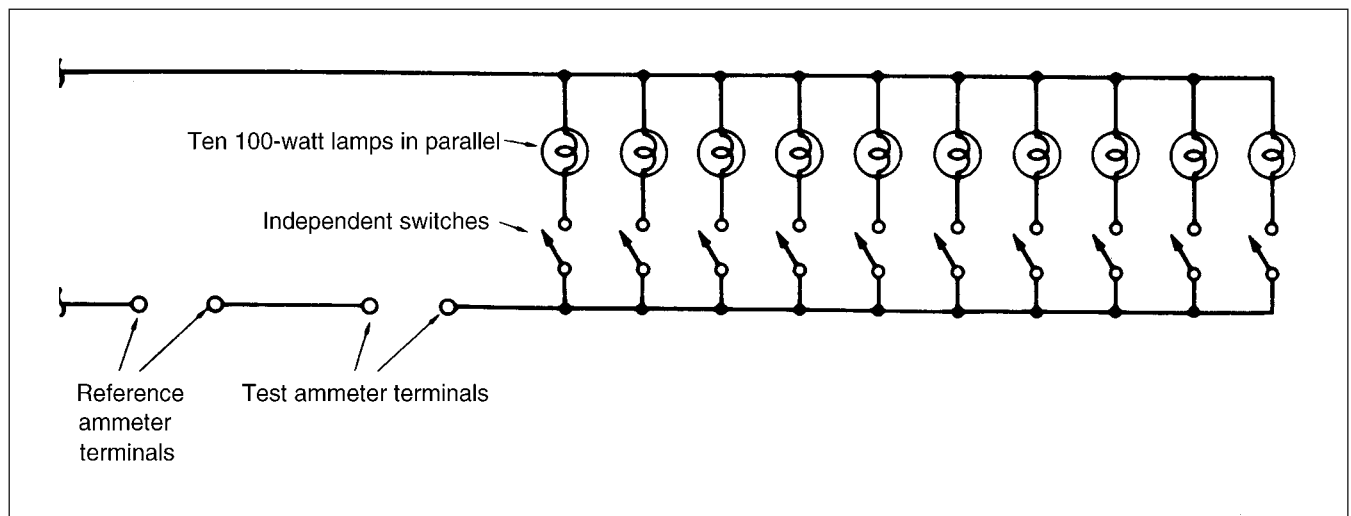 Ten 100-watt lamps in parallel
Independent switches
Reference
ammeter
terminals
Test ammeter terminals